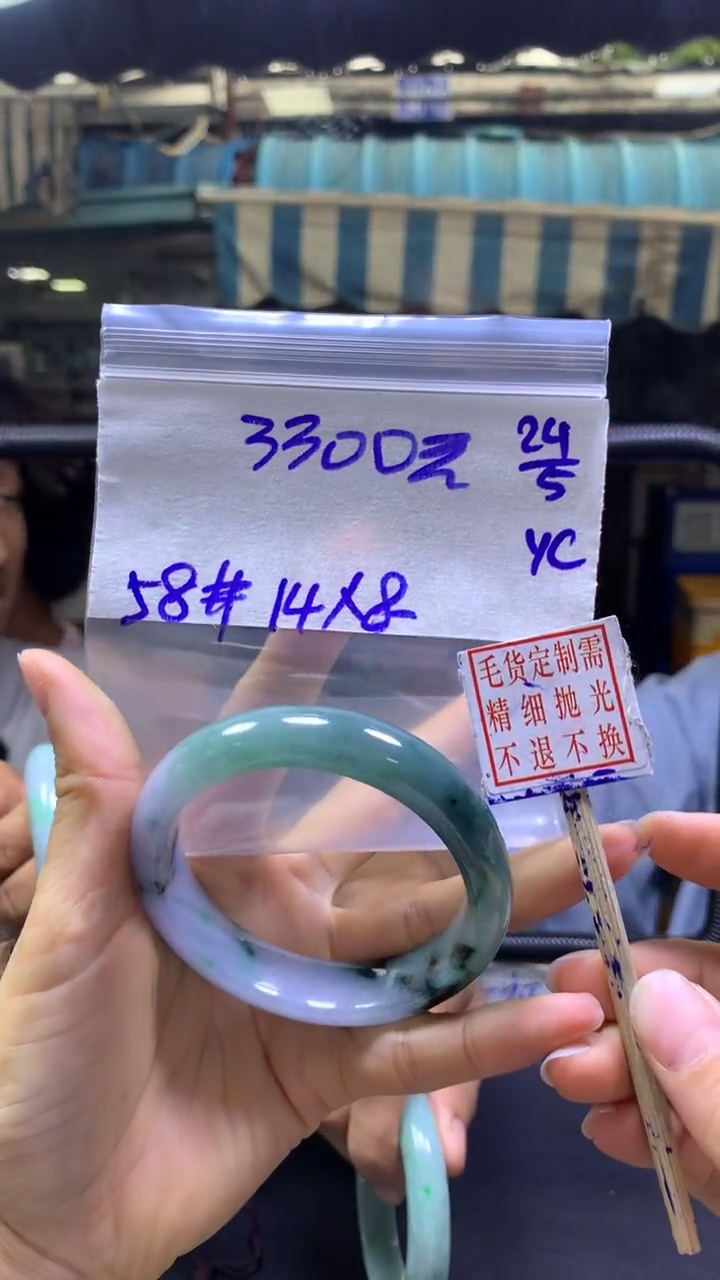 3300元
24/5
YC
58# 14X8
毛货定制需
精细抛光
不退不换